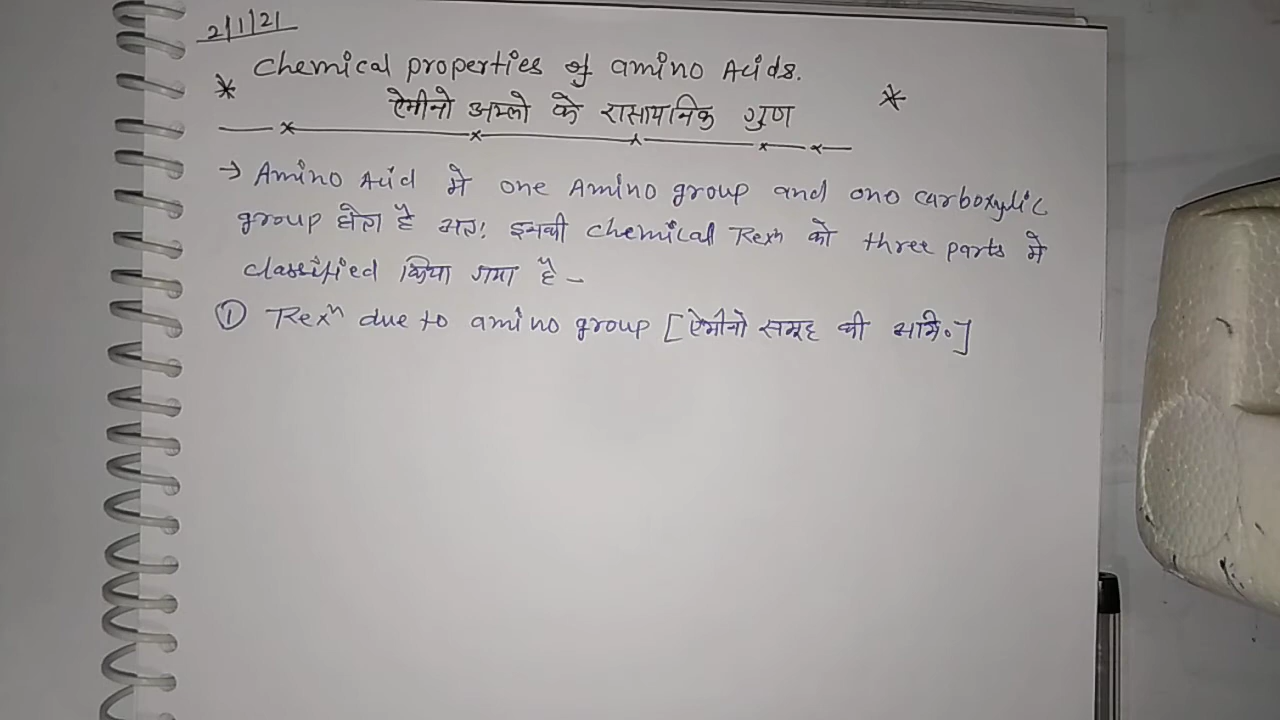 2/1/21
Chemical properties of amino Acids.
* ऐमीनो अम्लो के रासायनिक गुण *
→ Amino Acid मे one Amino group and ono carboxylic
group होता है अतः इनकी chemical Rexⁿ को three parts मे
classified किया गया है -
① Rexⁿ due to amino group [ऐमीनो समूह की अभि०]